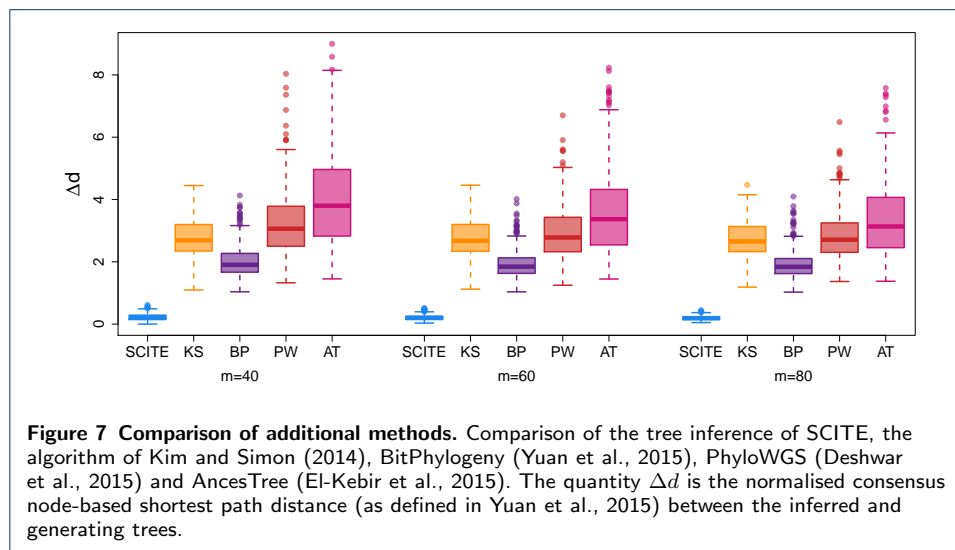 8
6
4
2
0
Δd
SCITE KS BP PW AT SCITE KS BP PW AT SCITE KS BP PW AT
m=40 m=60 m=80
Figure 7 Comparison of additional methods. Comparison of the tree inference of SCITE, the
algorithm of Kim and Simon (2014), BitPhylogeny (Yuan et al., 2015), PhyloWGS (Deshwar
et al., 2015) and AncesTree (El-Kebir et al., 2015). The quantity Δd is the normalised consensus
node-based shortest path distance (as defined in Yuan et al., 2015) between the inferred and
generating trees.